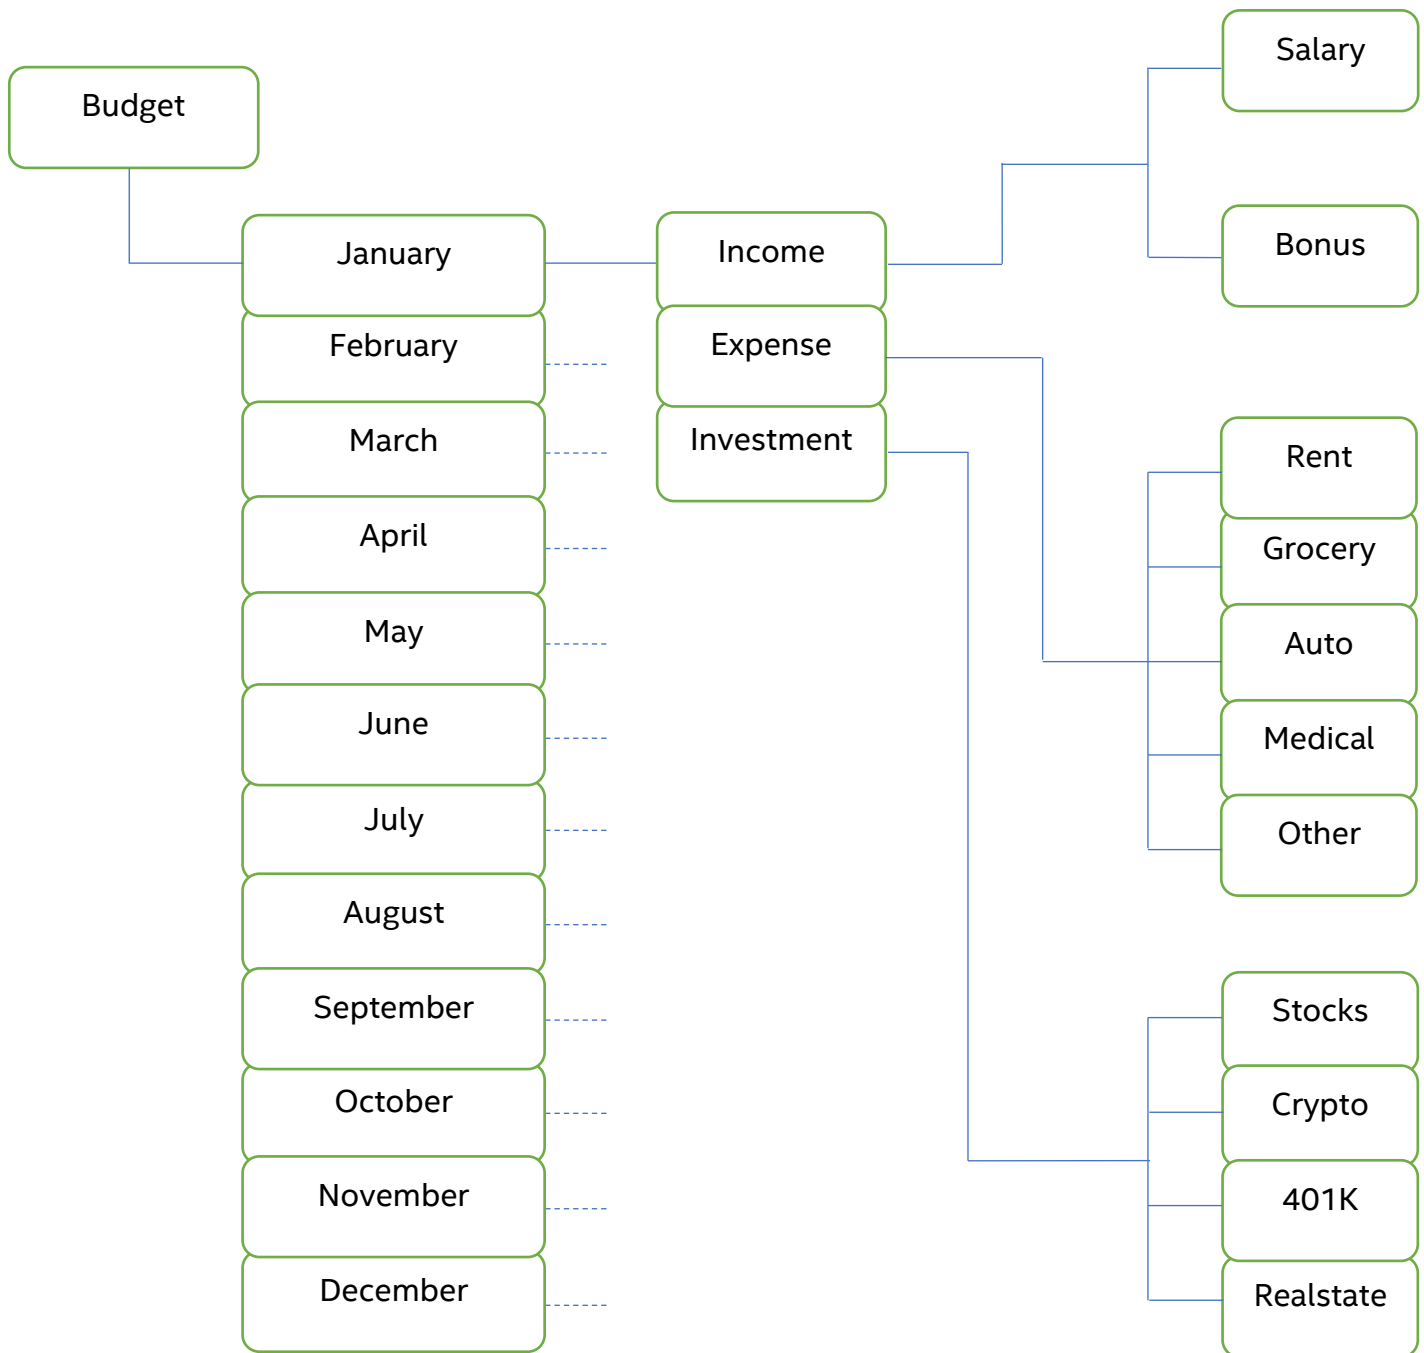 Budget
January
February
March
April
May
June
July
August
September
October
November
December
Income
Expense
Investment
Salary
Bonus
Rent
Grocery
Auto
Medical
Other
Stocks
Crypto
401K
Realstate